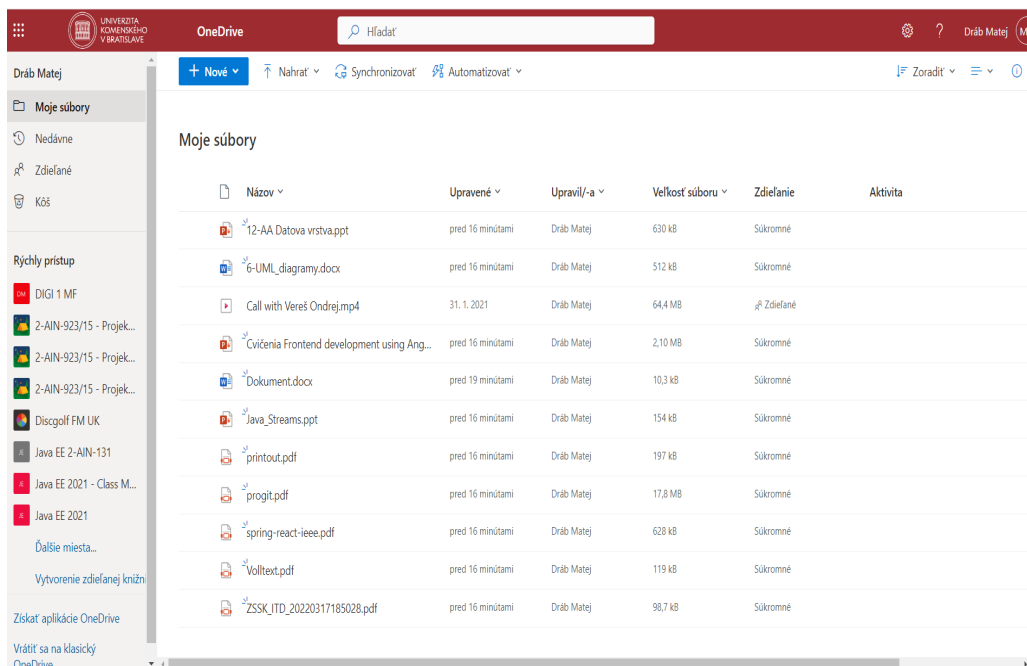 UNIVERZITA
KOMENSKÉHO
V BRATISLAVE
OneDrive
Hľadať
?
Dráb Matej
M
Dráb Matej
Moje súbory
Nedávne
Zdieľané
Kôš
Rýchly prístup
DM DIGI 1 MF
2-AIN-923/15 - Projek...
2-AIN-923/15 - Projek...
2-AIN-923/15 - Projek...
Discgolf FM UK
JE Java EE 2-AIN-131
JE Java EE 2021 - Class M...
JE Java EE 2021
Ďalšie miesta...
Vytvorenie zdieľanej knižni
Získať aplikácie OneDrive
Vrátiť sa na klasický
OneDrive
+ Nové Nahrať Synchronizovať Automatizovať Zoradiť
Moje súbory
Názov Upravené Upravil/-a Veľkosť súboru Zdieľanie Aktivita
12-AA Datova vrstva.ppt pred 16 minútami Dráb Matej 630 kB Súkromné
6-UML_diagramy.docx pred 16 minútami Dráb Matej 512 kB Súkromné
Call with Vereš Ondrej.mp4 31. 1. 2021 Dráb Matej 64,4 MB Zdieľané
Cvičenia Frontend development using Ang... pred 16 minútami Dráb Matej 2,10 MB Súkromné
Dokument.docx pred 19 minútami Dráb Matej 10,3 kB Súkromné
Java_Streams.ppt pred 16 minútami Dráb Matej 154 kB Súkromné
printout.pdf pred 16 minútami Dráb Matej 197 kB Súkromné
progit.pdf pred 16 minútami Dráb Matej 17,8 MB Súkromné
spring-react-ieee.pdf pred 16 minútami Dráb Matej 628 kB Súkromné
Volltext.pdf pred 16 minútami Dráb Matej 119 kB Súkromné
ZSSK_ITD_20220317185028.pdf pred 16 minútami Dráb Matej 98,7 kB Súkromné